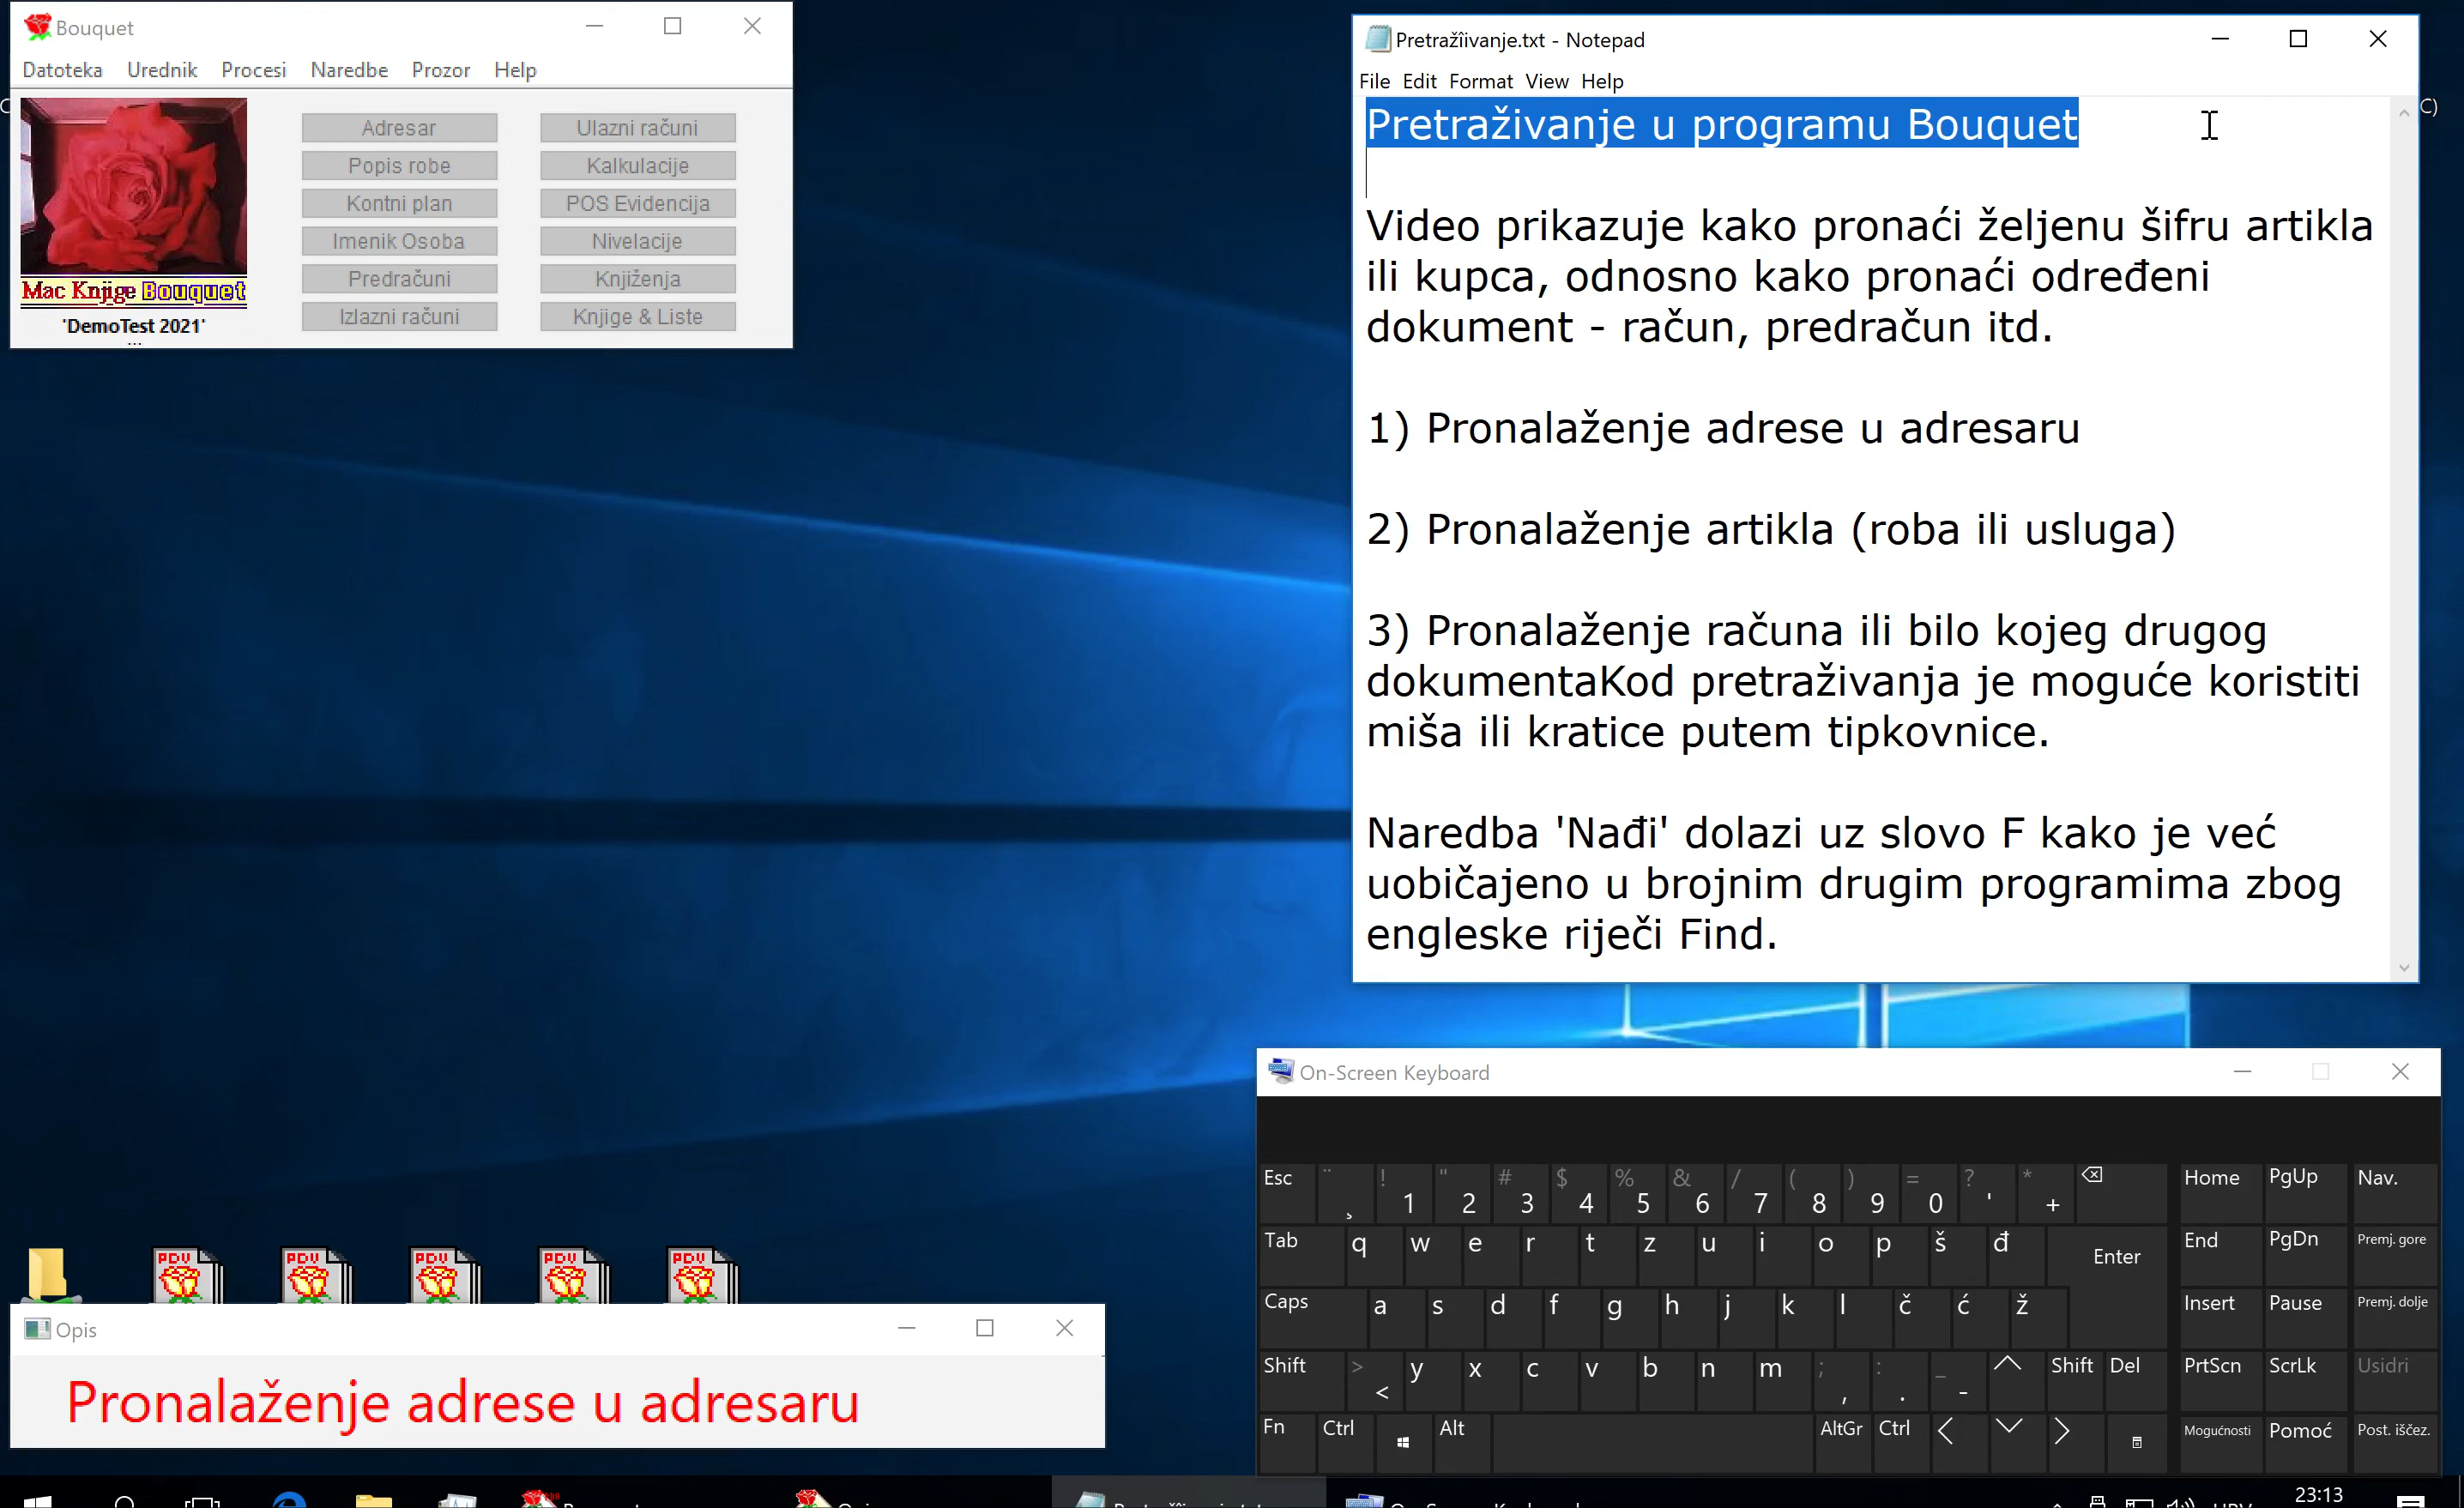 Bouquet
Datoteka Urednik Procesi Naredbe Prozor Help
Adresar
Popis robe
Kontni plan
Imenik Osoba
Predračuni
Izlazni računi
Ulazni računi
Kalkulacije
POS Evidencija
Nivelacije
Knjiženja
Knjige & Liste
Mac Knjige Bouquet
'DemoTest 2021'
...
Pretražîivanje.txt - Notepad
File Edit Format View Help
Pretraživanje u programu Bouquet
Video prikazuje kako pronaći željenu šifru artikla
ili kupca, odnosno kako pronaći određeni
dokument - račun, predračun itd.
1) Pronalaženje adrese u adresaru
2) Pronalaženje artikla (roba ili usluga)
3) Pronalaženje računa ili bilo kojeg drugog
dokumentaKod pretraživanja je moguće koristiti
miša ili kratice putem tipkovnice.
Naredba 'Nađi' dolazi uz slovo F kako je već
uobičajeno u brojnim drugim programima zbog
engleske riječi Find.
C)
On-Screen Keyboard
Esc ¨ ¸ ! 1 " 2 # 3 $ 4 % 5 & 6 / 7 ( 8 ) 9 = 0 ? ' * + Home PgUp Nav.
Tab q w e r t z u i o p š đ Enter End PgDn Premj. gore
Caps a s d f g h j k l č ć ž Insert Pause Premj. dolje
Shift > < y x c v b n m ; , : . _ - Shift Del PrtScn ScrLk Usidri
Fn Ctrl Alt AltGr Ctrl Mogućnosti Pomoć Post. iščez.
PDV PDV PDV PDV PDV
Opis
Pronalaženje adrese u adresaru
23:13